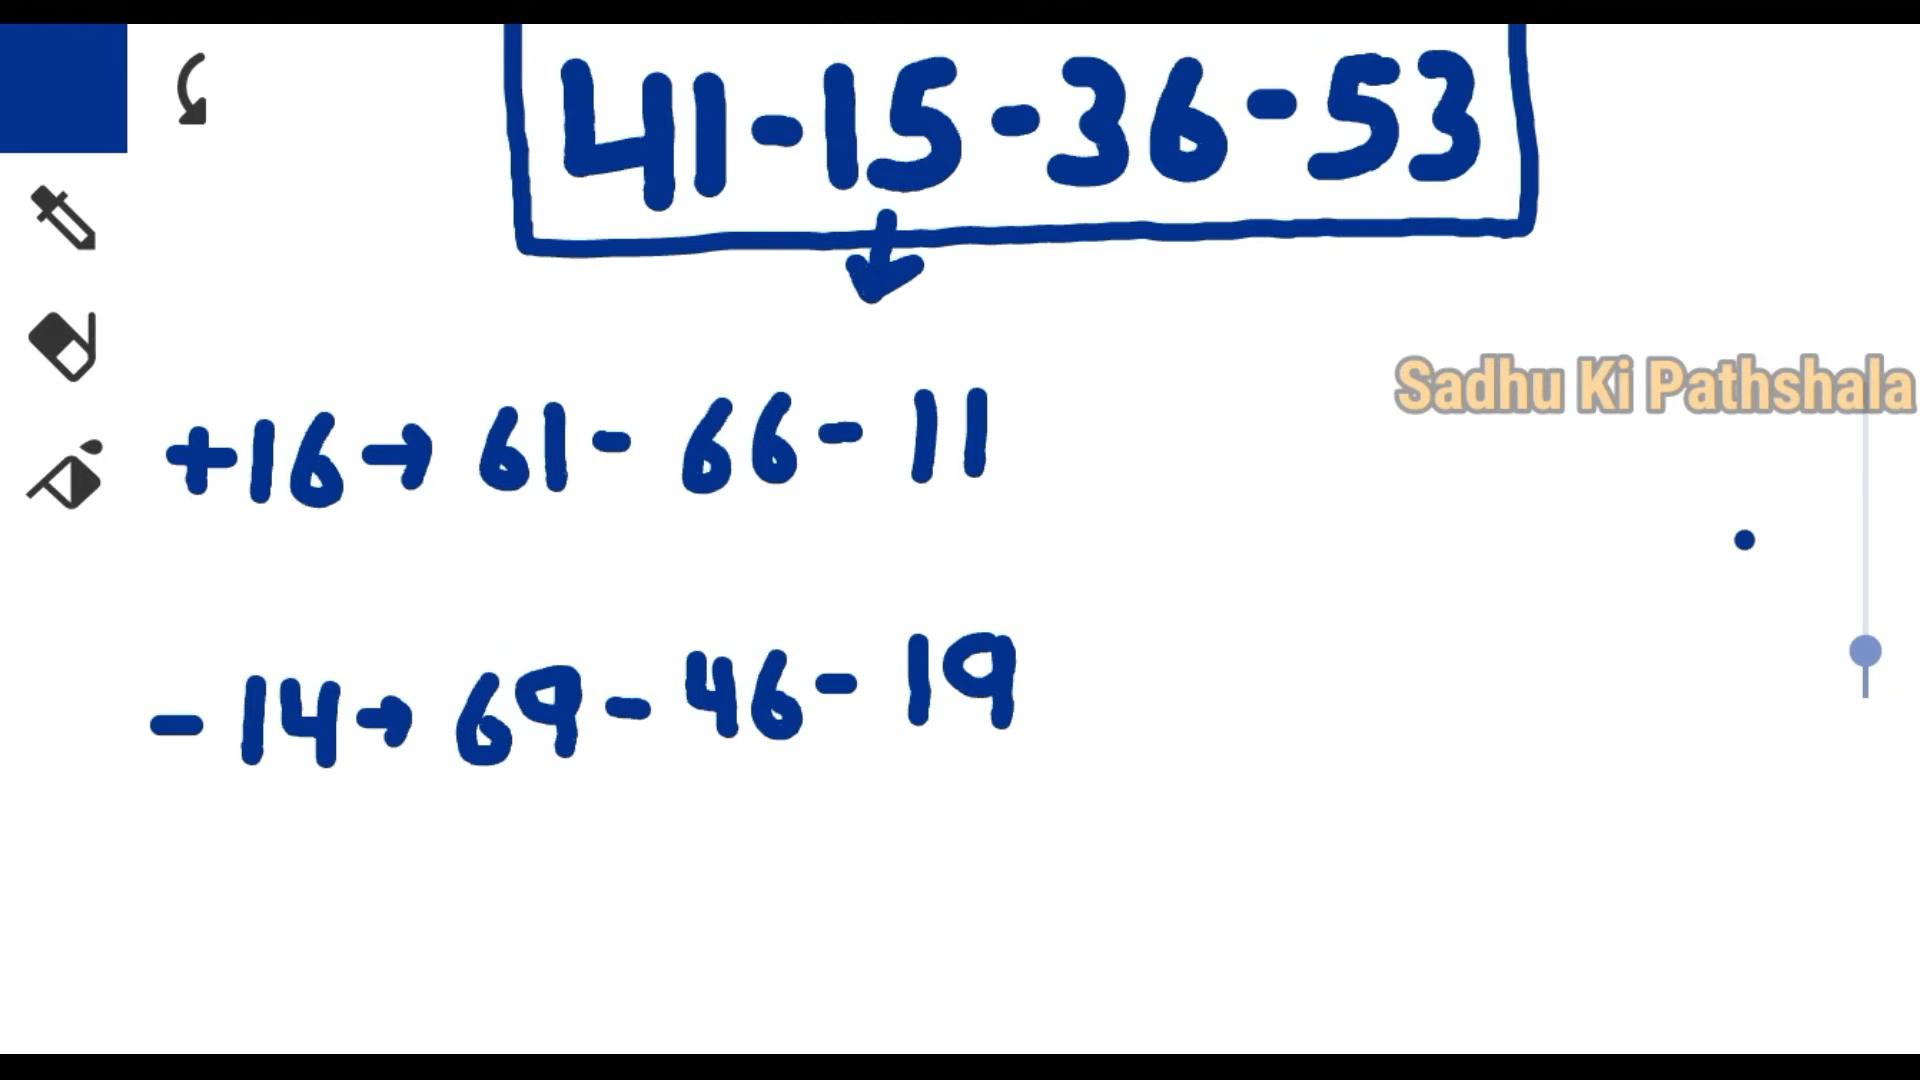 41-15-36-53
Sadhu Ki Pathshala
+16→ 61- 66- 11
- 14→ 69- 46- 19